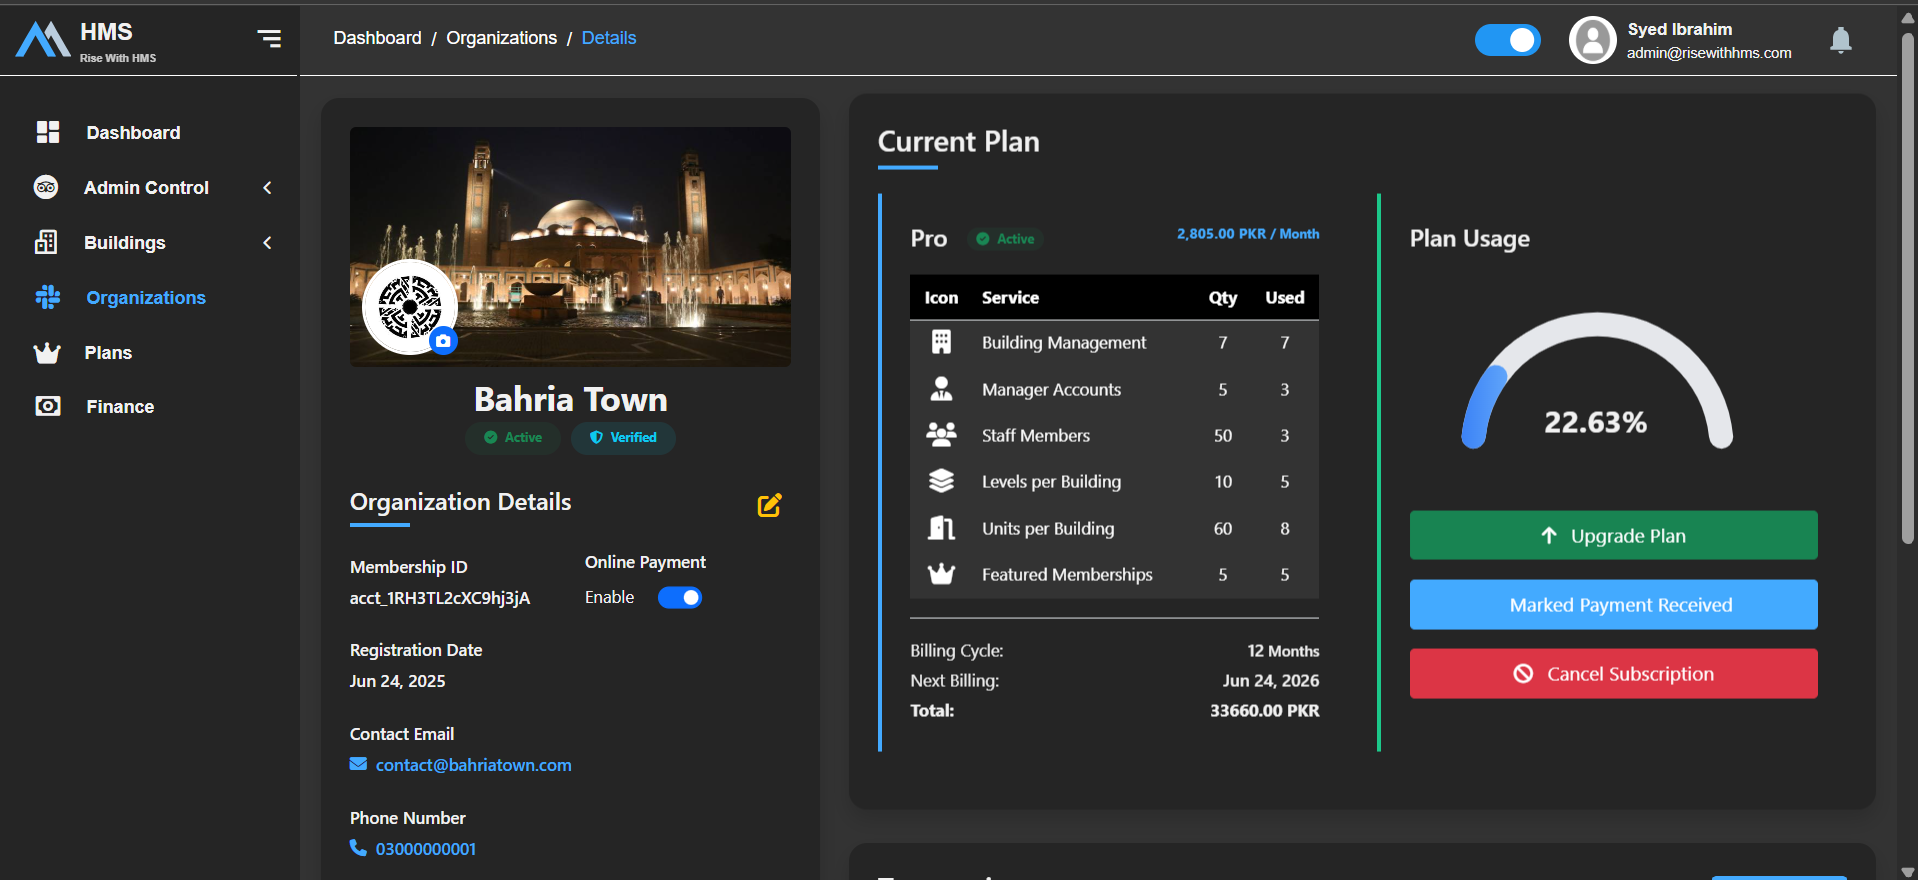 HMS
Rise With HMS
Dashboard / Organizations / Details
Syed Ibrahim
admin@risewithhms.com
Dashboard
Admin Control
Buildings
Organizations
Plans
Finance
Bahria Town
Active
Verified
Organization Details
Membership ID
acct_1RH3TL2cXC9hj3jA
Online Payment
Enable
Registration Date
Jun 24, 2025
Contact Email
contact@bahriatown.com
Phone Number
03000000001
Current Plan
Pro Active 2,805.00 PKR / Month
Icon Service Qty Used
Building Management 7 7
Manager Accounts 5 3
Staff Members 50 3
Levels per Building 10 5
Units per Building 60 8
Featured Memberships 5 5
Billing Cycle: 12 Months
Next Billing: Jun 24, 2026
Total: 33660.00 PKR
Plan Usage
22.63%
Upgrade Plan
Marked Payment Received
Cancel Subscription